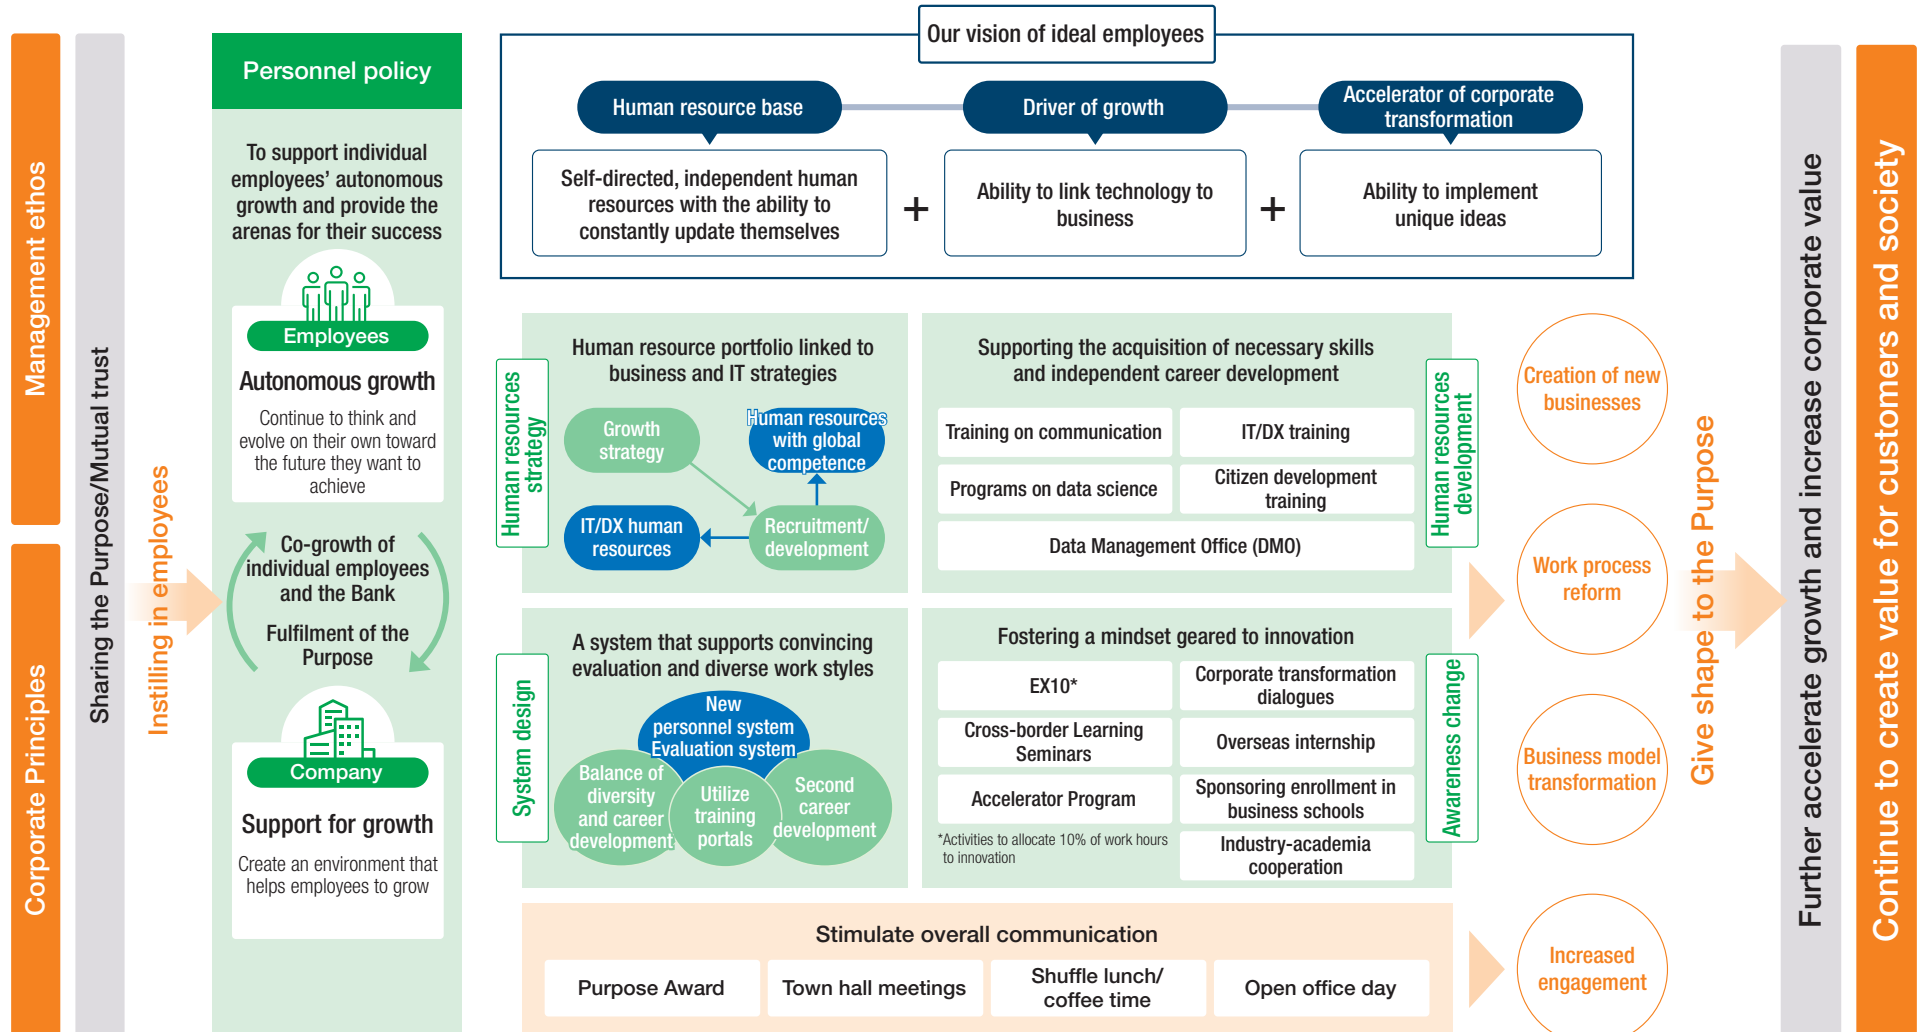 Management ethos
Corporate Principles
Sharing the Purpose/Mutual trust
Instilling in employees
Personnel policy
To support individual
employees’ autonomous
growth and provide the
arenas for their success
Employees
Autonomous growth
Continue to think and
evolve on their own toward
the future they want to
achieve
Co-growth of
individual employees
and the Bank
Fulfilment of the
Purpose
Company
Support for growth
Create an environment that
helps employees to grow
Our vision of ideal employees
Human resource base
Self-directed, independent human
resources with the ability to
constantly update themselves
+
Driver of growth
Ability to link technology to
business
+
Accelerator of corporate
transformation
Ability to implement
unique ideas
Human resources
strategy
Human resource portfolio linked to
business and IT strategies
Growth
strategy
Human resources
with global
competence
IT/DX human
resources
Recruitment/
development
Supporting the acquisition of necessary skills
and independent career development
Training on communication
IT/DX training
Programs on data science
Citizen development
training
Data Management Office (DMO)
Human resources
development
System design
A system that supports convincing
evaluation and diverse work styles
New
personnel system
Evaluation system
Balance of
diversity
and career
development
Utilize
training
portals
Second
career
development
Fostering a mindset geared to innovation
EX10*
Corporate transformation
dialogues
Cross-border Learning
Seminars
Overseas internship
Accelerator Program
Sponsoring enrollment in
business schools
*Activities to allocate 10% of work hours
to innovation
Industry-academia
cooperation
Awareness change
Stimulate overall communication
Purpose Award
Town hall meetings
Shuffle lunch/
coffee time
Open office day
Creation of new
businesses
Work process
reform
Business model
transformation
Increased
engagement
Give shape to the Purpose
Further accelerate growth and increase corporate value
Continue to create value for customers and society